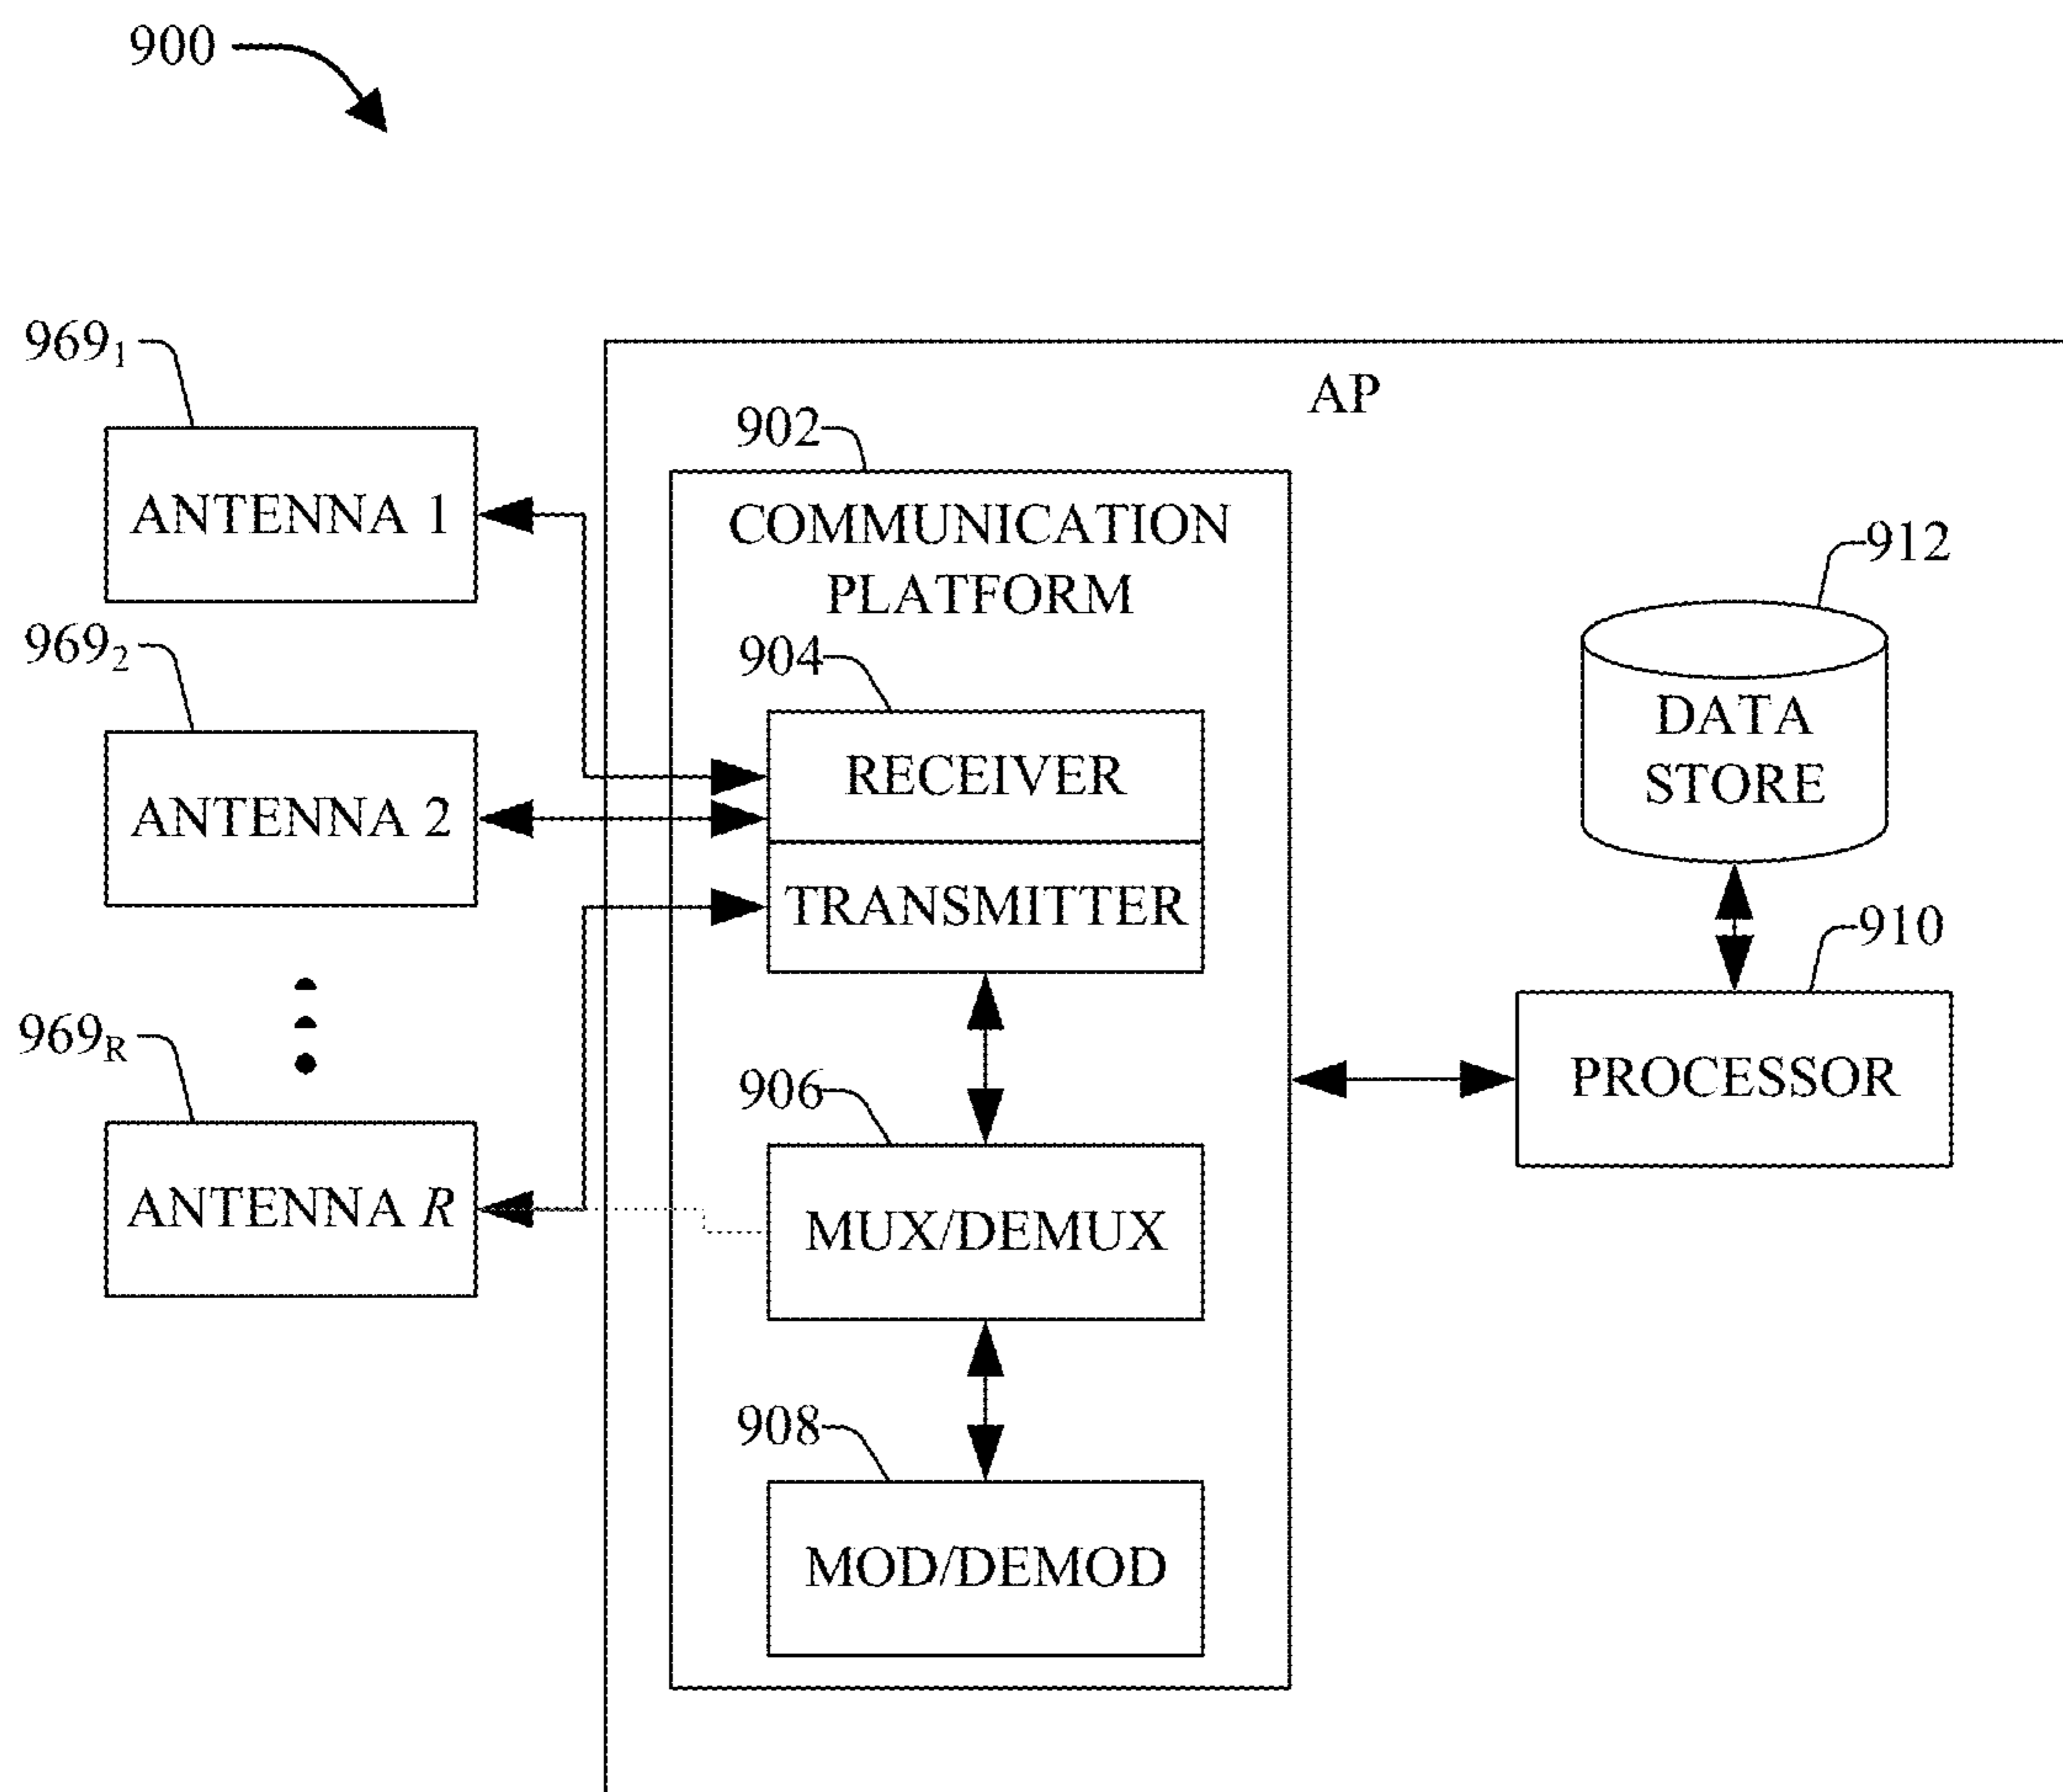 900
969₁
AP
902
ANTENNA 1
COMMUNICATION
PLATFORM
912
969₂
904
DATA
STORE
ANTENNA 2
RECEIVER
TRANSMITTER
910
969R
906
PROCESSOR
ANTENNA R
MUX/DEMUX
908
MOD/DEMOD